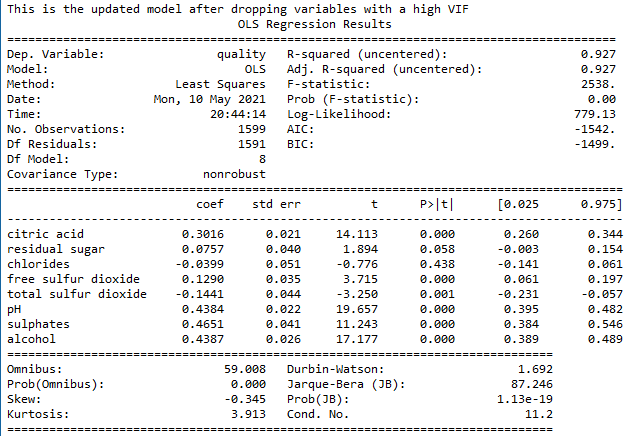 This is the updated model after dropping variables with a high VIF
OLS Regression Results
==============================================================================
Dep. Variable: quality R-squared (uncentered): 0.927
Model: OLS Adj. R-squared (uncentered): 0.927
Method: Least Squares F-statistic: 2538.
Date: Mon, 10 May 2021 Prob (F-statistic): 0.00
Time: 20:44:14 Log-Likelihood: 779.13
No. Observations: 1599 AIC: -1542.
Df Residuals: 1591 BIC: -1499.
Df Model: 8
Covariance Type: nonrobust
==============================================================================
coef std err t P>|t| [0.025 0.975]
------------------------------------------------------------------------------
citric acid 0.3016 0.021 14.113 0.000 0.260 0.344
residual sugar 0.0757 0.040 1.894 0.058 -0.003 0.154
chlorides -0.0399 0.051 -0.776 0.438 -0.141 0.061
free sulfur dioxide 0.1290 0.035 3.715 0.000 0.061 0.197
total sulfur dioxide -0.1441 0.044 -3.250 0.001 -0.231 -0.057
pH 0.4384 0.022 19.657 0.000 0.395 0.482
sulphates 0.4651 0.041 11.243 0.000 0.384 0.546
alcohol 0.4387 0.026 17.177 0.000 0.389 0.489
==============================================================================
Omnibus: 59.008 Durbin-Watson: 1.692
Prob(Omnibus): 0.000 Jarque-Bera (JB): 87.246
Skew: -0.345 Prob(JB): 1.13e-19
Kurtosis: 3.913 Cond. No. 11.2
==============================================================================